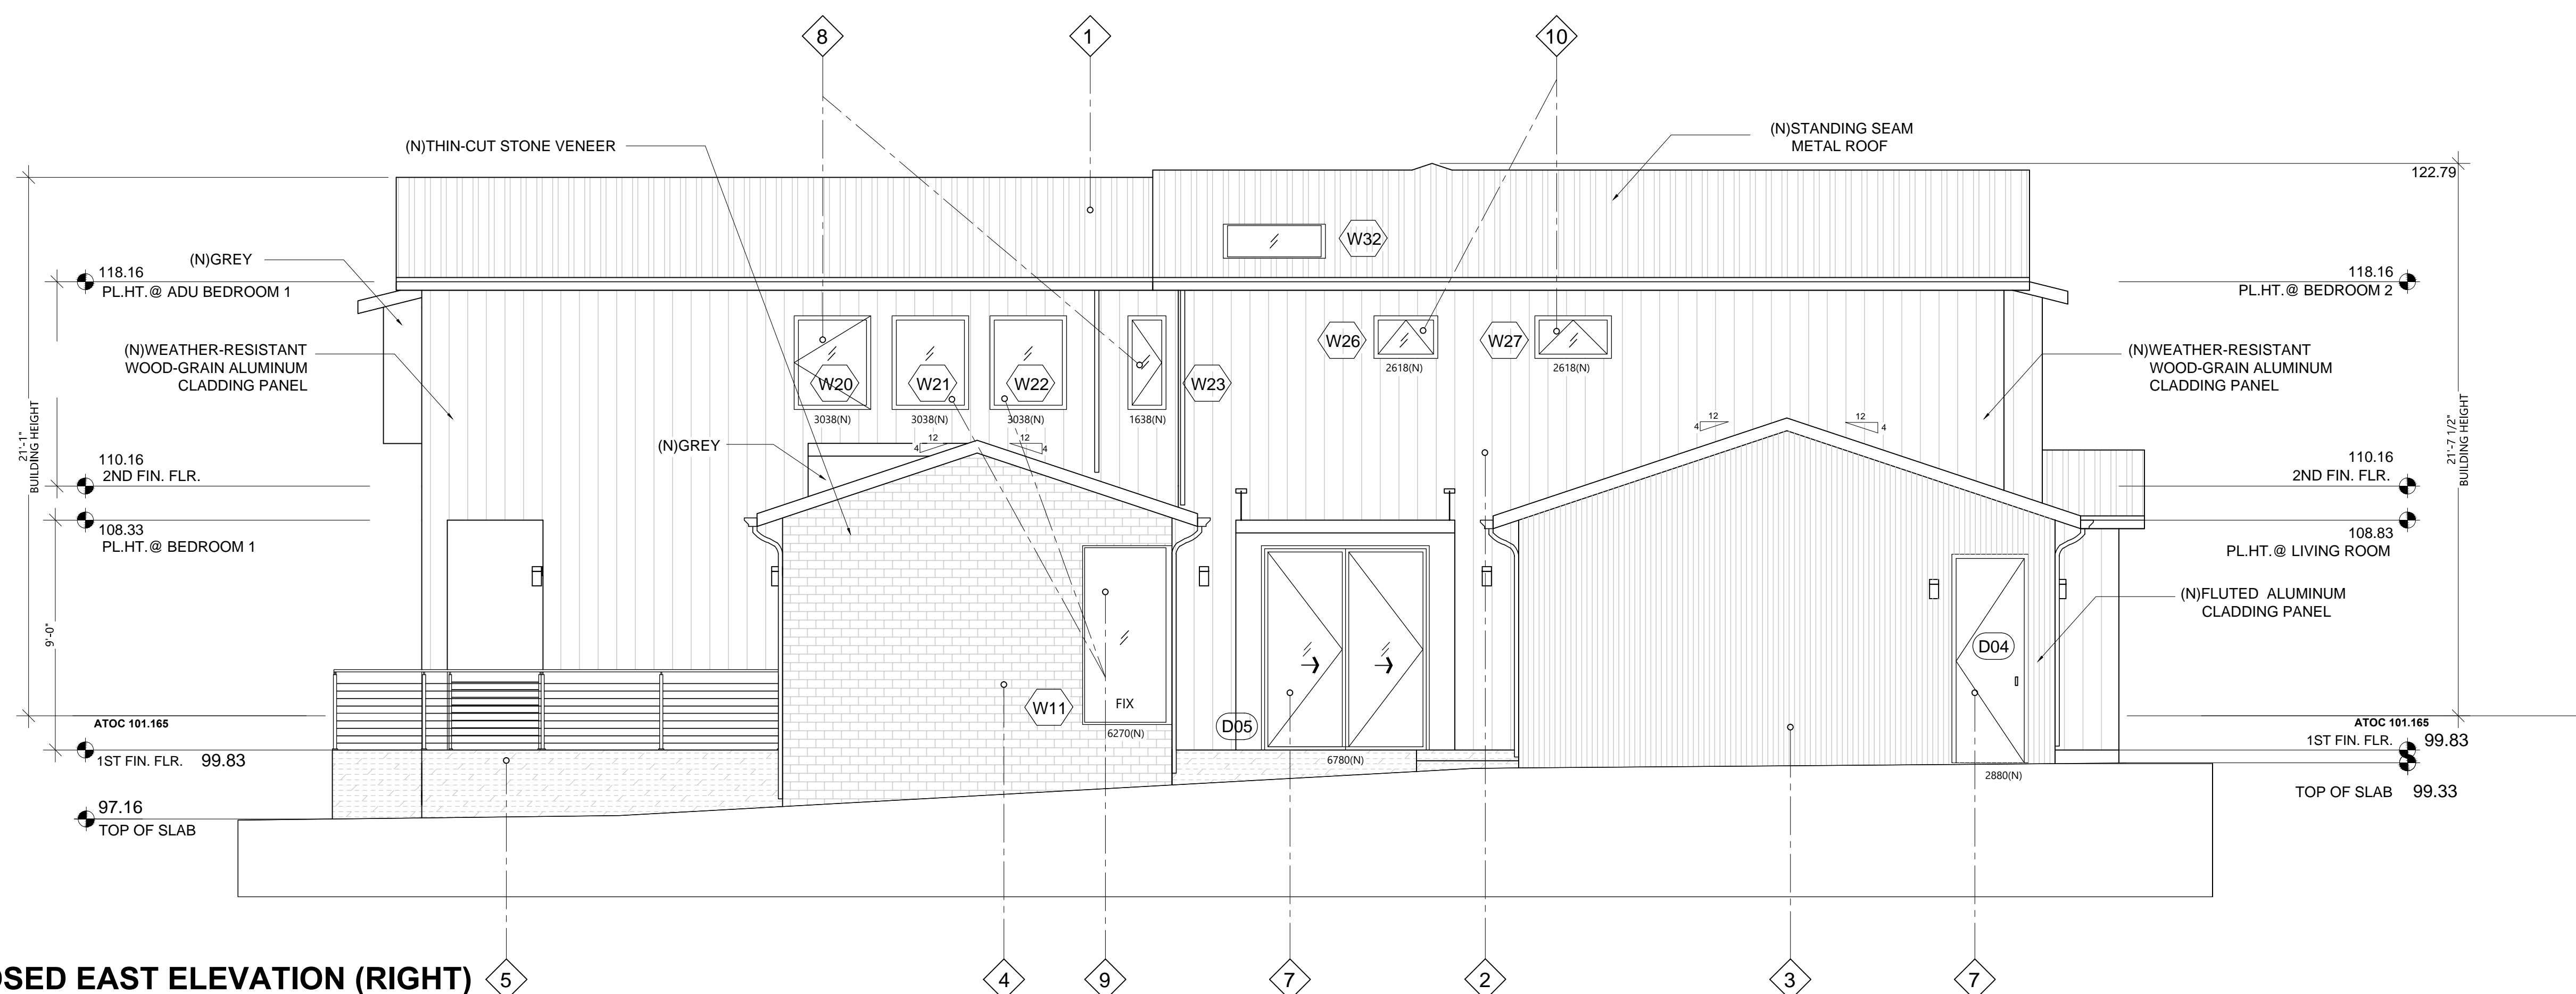 8
1
10
(N)THIN-CUT STONE VENEER
(N)STANDING SEAM
METAL ROOF
122.79
W32
(N)GREY
118.16
PL.HT.@ ADU BEDROOM 1
118.16
PL.HT.@ BEDROOM 2
(N)WEATHER-RESISTANT
WOOD-GRAIN ALUMINUM
CLADDING PANEL
W20
W21
W22
W23
3038(N)
3038(N)
3038(N)
1638(N)
W26
W27
2618(N)
2618(N)
(N)WEATHER-RESISTANT
WOOD-GRAIN ALUMINUM
CLADDING PANEL
21'-1"
BUILDING HEIGHT
21'-7 1/2"
BUILDING HEIGHT
(N)GREY
12
4
12
4
12
4
12
4
110.16
2ND FIN. FLR.
110.16
2ND FIN. FLR.
108.33
PL.HT.@ BEDROOM 1
108.83
PL.HT.@ LIVING ROOM
(N)FLUTED ALUMINUM
CLADDING PANEL
9'-0"
D04
W11
FIX
6270(N)
D05
6780(N)
2880(N)
ATOC 101.165
1ST FIN. FLR. 99.83
ATOC 101.165
1ST FIN. FLR. 99.83
97.16
TOP OF SLAB
TOP OF SLAB 99.33
OSED EAST ELEVATION (RIGHT)
5
4
9
7
2
3
7